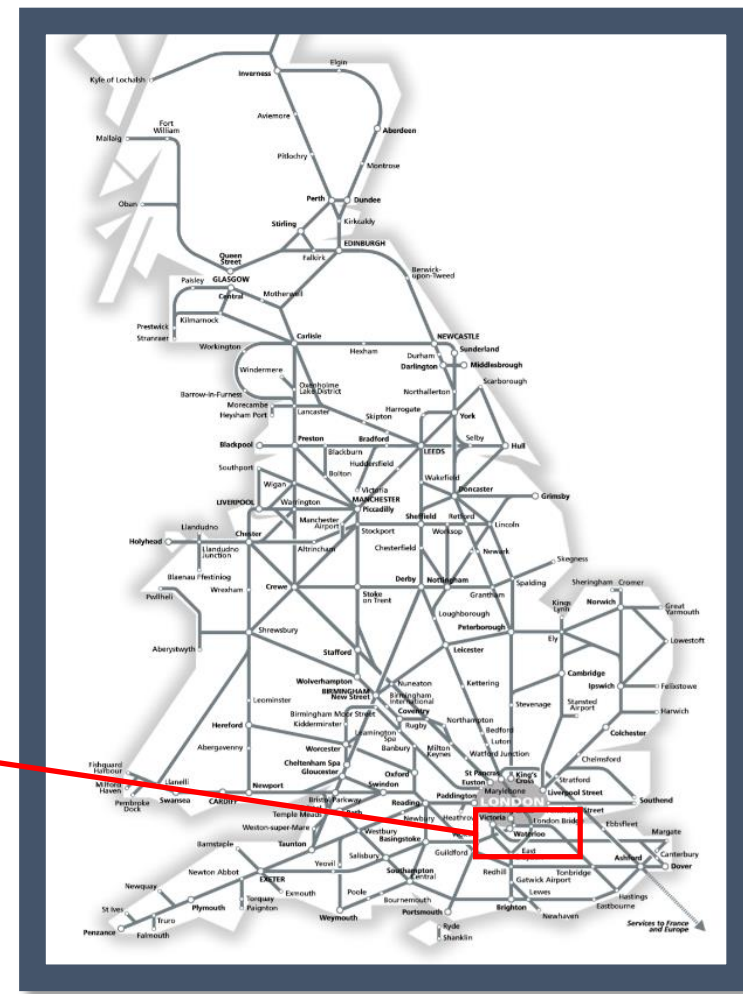 Elgin
Inverness
Kyle of Lochalsh
Aviemore
Fort
William
Aberdeen
Mallaig
Pitlochry
Montrose
Perth
Dundee
Oban
Kirkcaldy
Stirling
EDINBURGH
Queen
Street
Falkirk
GLASGOW
Berwick-
upon-Tweed
Paisley
Central
Motherwell
Kilmarnock
Prestwick
Stranraer
Carlisle
NEWCASTLE
Workington
Hexham
Sunderland
Durham
Darlington
Middlesbrough
Windermere
Oxenholme
Lake District
Scarborough
Barrow-in-Furness
Northallerton
Morecambe
Heysham Port
Lancaster
Harrogate
York
Skipton
Blackpool
Preston
Bradford
Selby
Hull
Blackburn
LEEDS
Southport
Bolton
Huddersfield
Wakefield
Wigan
Victoria
MANCHESTER
Piccadilly
Doncaster
Grimsby
LIVERPOOL
Warrington
Llandudno
Manchester
Airport
Stockport
Sheffield
Retford
Lincoln
Worksop
Holyhead
Chester
Llandudno
Junction
Altrincham
Chesterfield
Newark
Skegness
Blaenau Ffestiniog
Pwllheli
Wrexham
Crewe
Stoke
on Trent
Derby
Nottingham
Grantham
Spalding
Sheringham
Cromer
Kings
Lynn
Norwich
Great
Yarmouth
Loughborough
Peterborough
Aberystwyth
Shrewsbury
Ely
Lowestoft
Stafford
Leicester
Wolverhampton
BIRMINGHAM
New Street
Nuneaton
Kettering
Cambridge
Ipswich
Felixstowe
Birmingham
International
Leominster
Birmingham Moor Street
Coventry
Stevenage
Stansted
Airport
Harwich
Hereford
Kidderminster
Rugby
Northampton
Bedford
Colchester
Leamington
Spa
Abergavenny
Worcester
Banbury
Milton
Keynes
Luton
Watford Junction
Cheltenham Spa
Gloucester
Chelmsford
Fishguard
Harbour
Milford
Haven
Llanelli
Oxford
St Pancras
Euston
King's
Cross
Stratford
Marylebone
Liverpool Street
Pembroke
Dock
Swansea
CARDIFF
Newport
Bristol Parkway
Swindon
Reading
Paddington
LONDON
Southend
Temple Meads
Bath
Newbury
Heathrow
Victoria
London Bridge
Street
Ebbsfleet
Weston-super-Mare
Westbury
Basingstoke
Waterloo
Margate
Barnstaple
Taunton
Salisbury
Guildford
East
Canterbury
Newton Abbot
Yeovil
Southampton
Central
Redhill
Gatwick Airport
Tonbridge
Ashford
Dover
EXETER
Newquay
Exmouth
Poole
Lewes
Hastings
Eastbourne
St Ives
Plymouth
Torquay
Paignton
Bournemouth
Portsmouth
Brighton
Newhaven
Weymouth
Truro
Penzance
Falmouth
Ryde
Shanklin
Services to France
and Europe